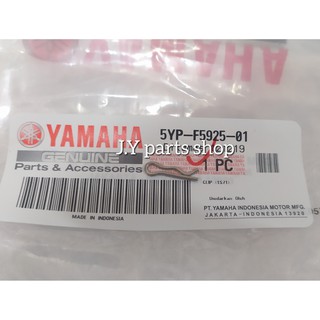 YAMAHA
GENUINE
Parts & Accessories
MADE IN INDONESIA
5YP-F5925-01
19
1 PC
PT. YAMAHA INDONESIA MOTOR MFG.
JAKARTA-INDONESIA 13920
J.Y parts shop